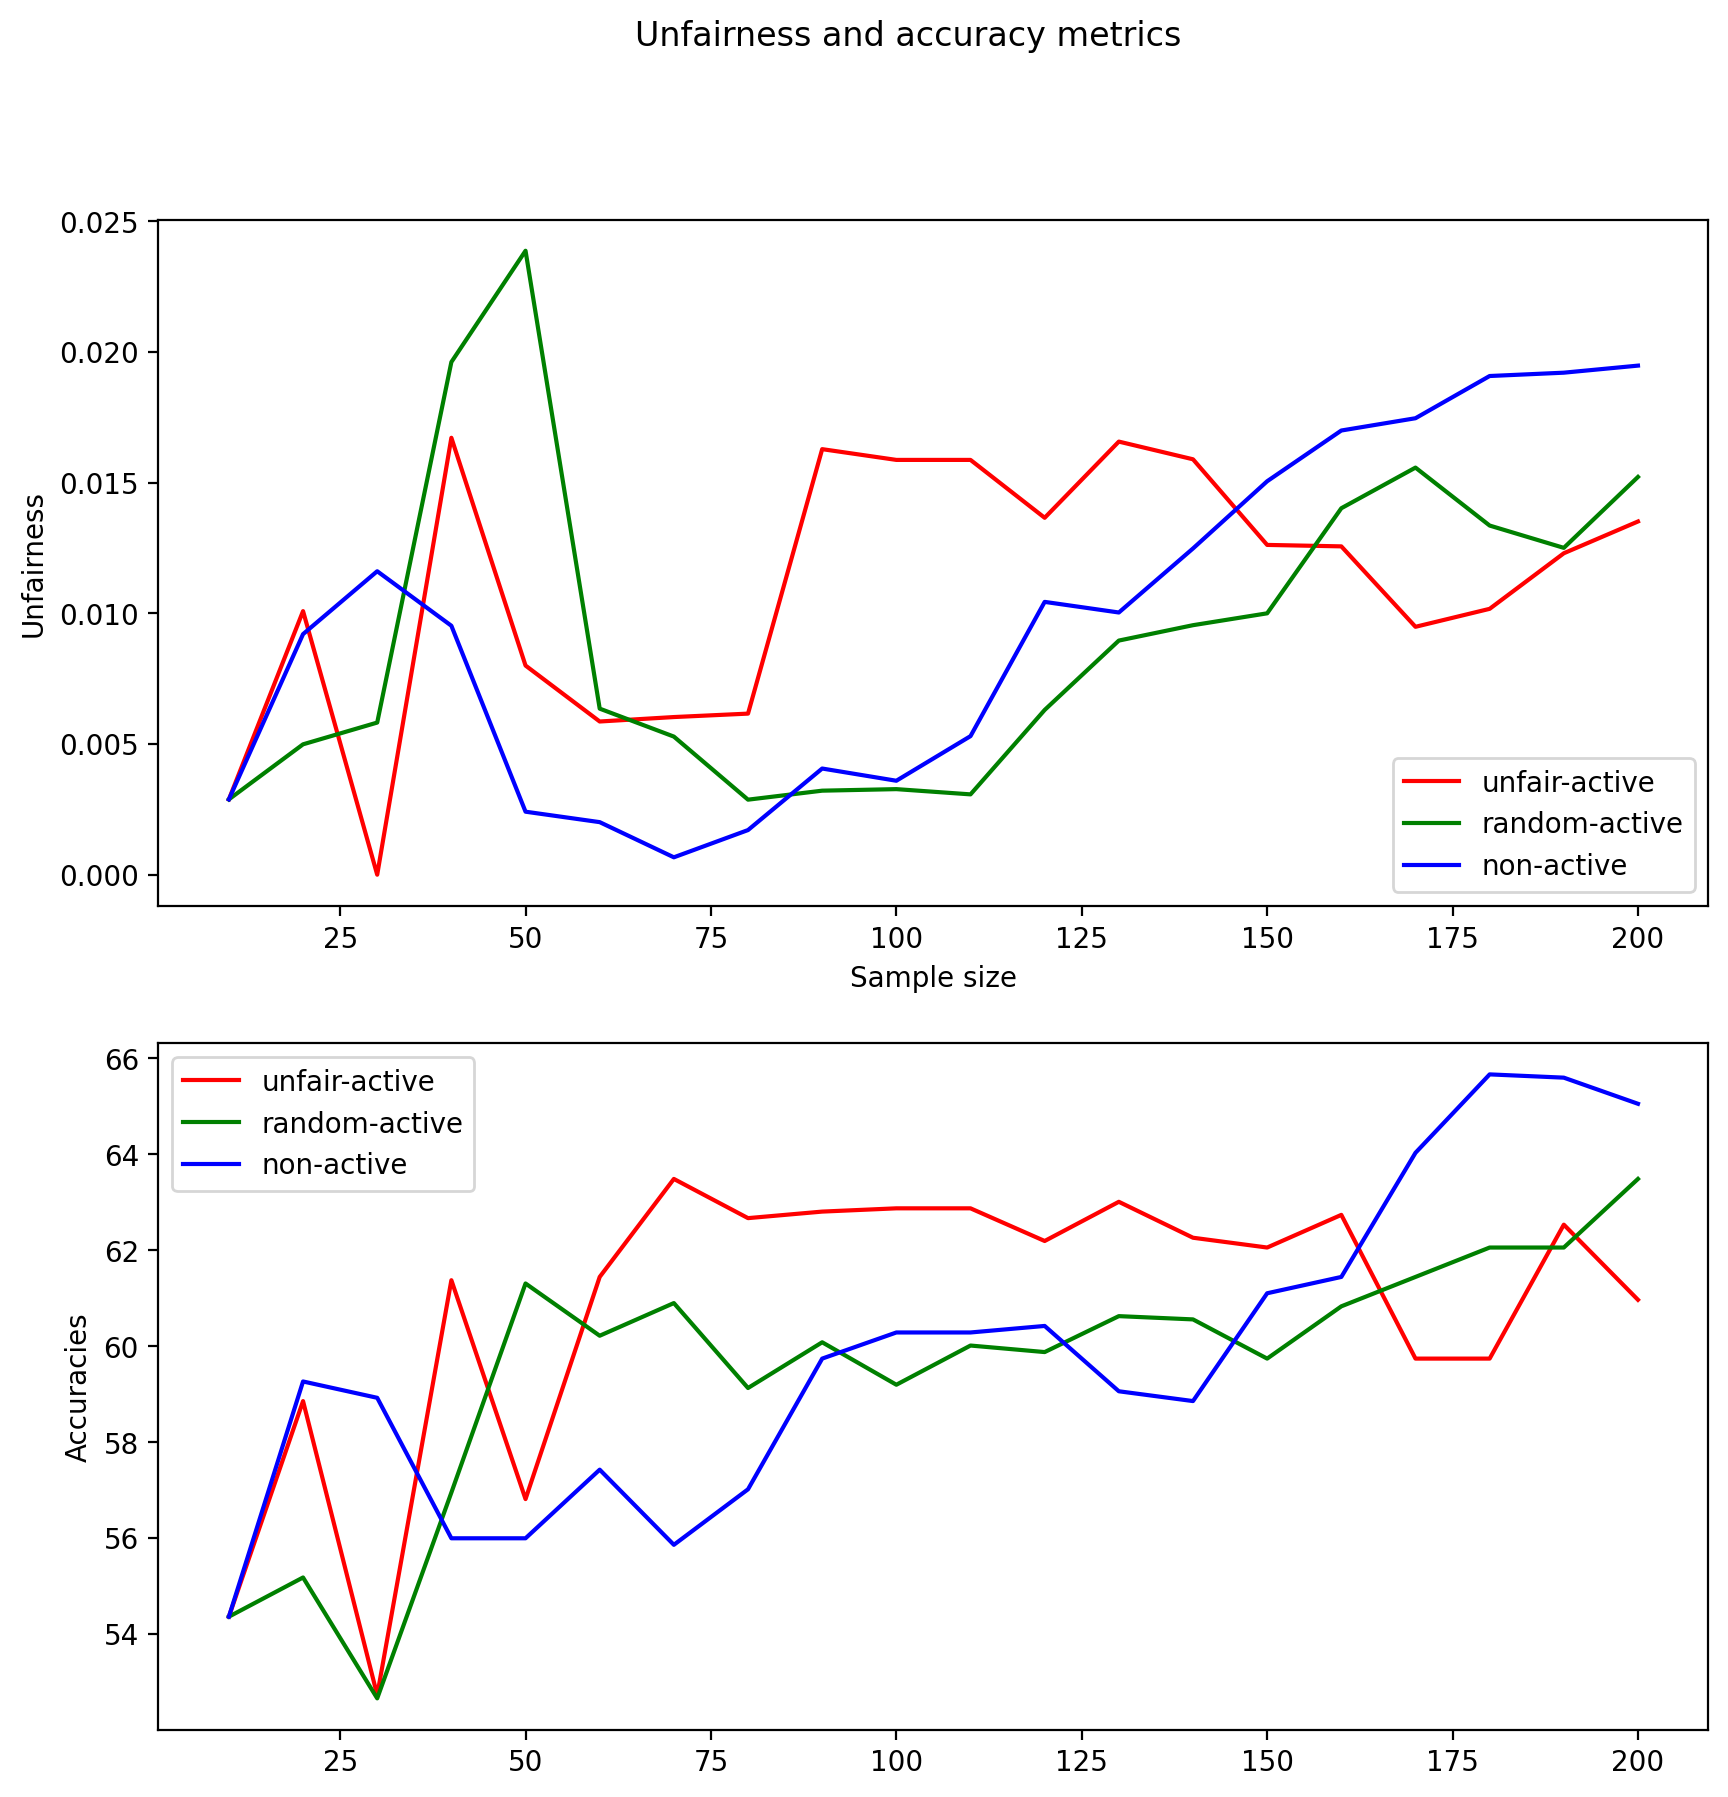 Unfairness and accuracy metrics
0.025
0.020
0.015
0.010
0.005
0.000
Unfairness
unfair-active
random-active
non-active
25 50 75 100 125 150 175 200
Sample size
66
64
62
60
58
56
54
Accuracies
unfair-active
random-active
non-active
25 50 75 100 125 150 175 200